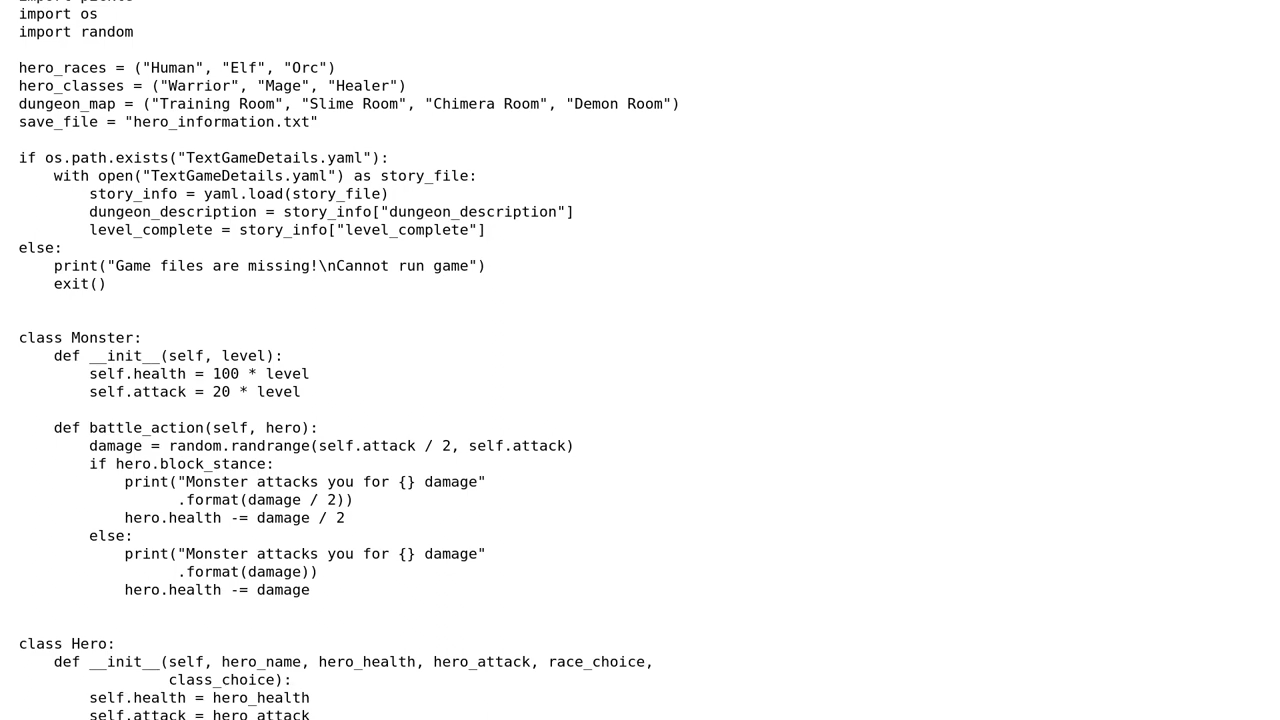 import os
import random

hero_races = ("Human", "Elf", "Orc")
hero_classes = ("Warrior", "Mage", "Healer")
dungeon_map = ("Training Room", "Slime Room", "Chimera Room", "Demon Room")
save_file = "hero_information.txt"

if os.path.exists("TextGameDetails.yaml"):
    with open("TextGameDetails.yaml") as story_file:
        story_info = yaml.load(story_file)
        dungeon_description = story_info["dungeon_description"]
        level_complete = story_info["level_complete"]
else:
    print("Game files are missing!\nCannot run game")
    exit()


class Monster:
    def __init__(self, level):
        self.health = 100 * level
        self.attack = 20 * level

    def battle_action(self, hero):
        damage = random.randrange(self.attack / 2, self.attack)
        if hero.block_stance:
            print("Monster attacks you for {} damage"
                  .format(damage / 2))
            hero.health -= damage / 2
        else:
            print("Monster attacks you for {} damage"
                  .format(damage))
            hero.health -= damage


class Hero:
    def __init__(self, hero_name, hero_health, hero_attack, race_choice,
                 class_choice):
        self.health = hero_health
        self.attack = hero_attack